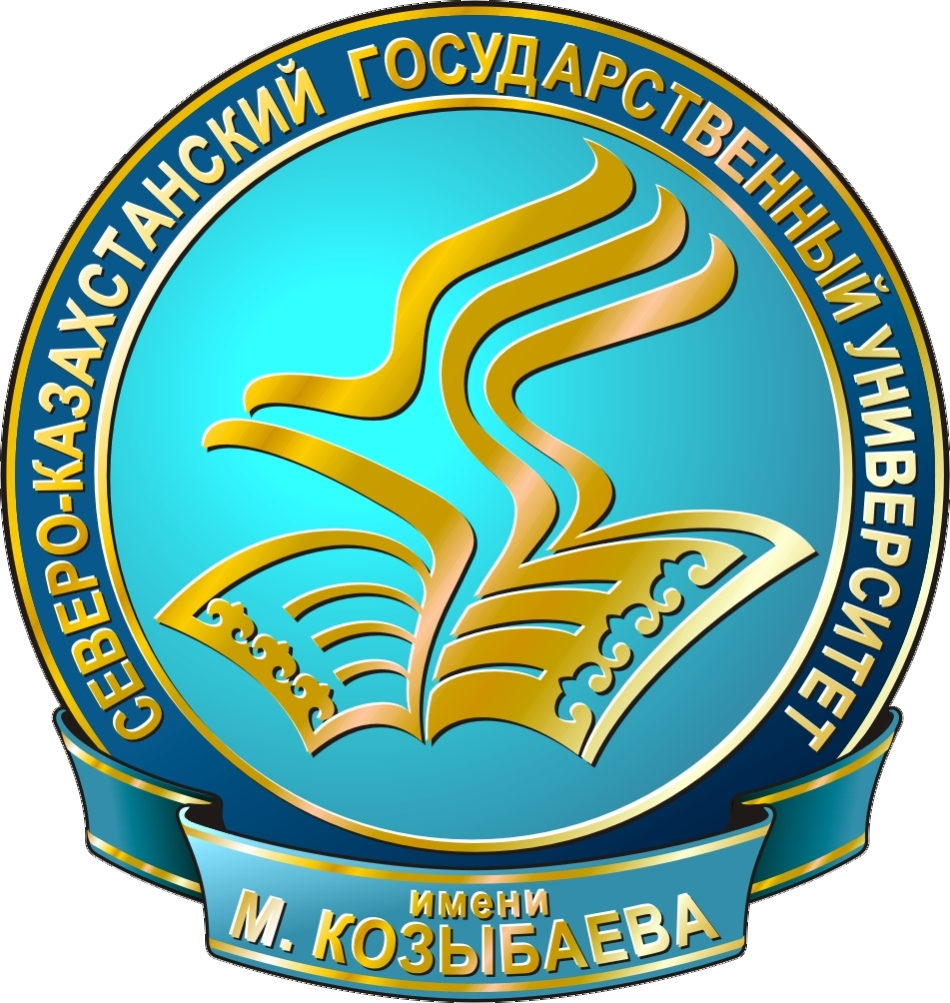 СЕВЕРО-КАЗАХСТАНСКИЙ ГОСУДАРСТВЕННЫЙ УНИВЕРСИТЕТ
имени
М. КОЗЫБАЕВА